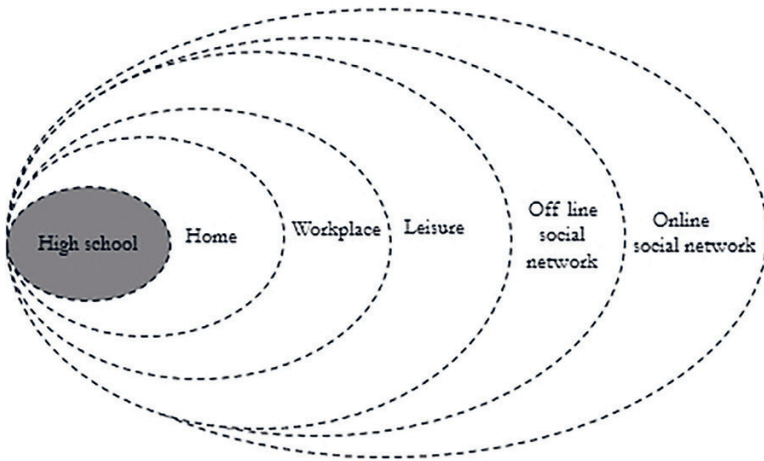 High school
Home
Workplace
Leisure
Off line
social
network
Online
social network